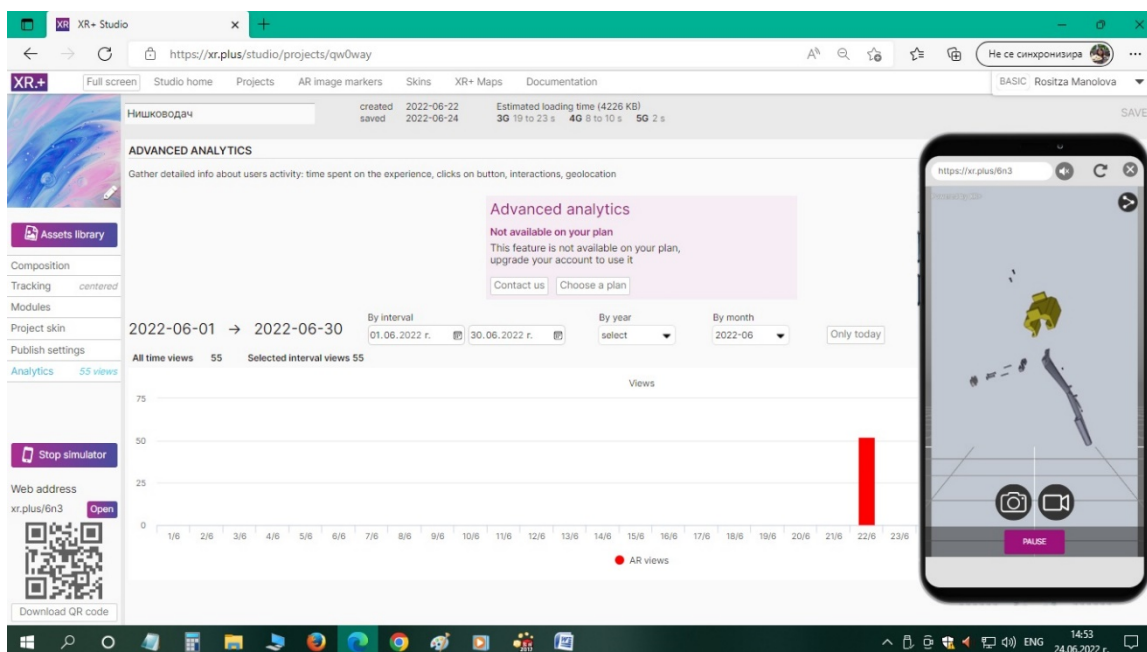 XR XR+ Studio
https://xr.plus/studio/projects/qw0way
Не се синхронизира
XR.+ Full screen Studio home Projects AR image markers Skins XR+ Maps Documentation BASIC Rositza Manolova
Нишководач
created 2022-06-22
saved 2022-06-24
Estimated loading time (4226 KB)
3G 19 to 23 s 4G 8 to 10 s 5G 2 s
SAVE
ADVANCED ANALYTICS
Gather detailed info about users activity: time spent on the experience, clicks on button, interactions, geolocation
Advanced analytics
Not available on your plan
This feature is not available on your plan,
upgrade your account to use it
Contact us Choose a plan
Assets library
Composition
Tracking centered
Modules
Project skin
Publish settings
Analytics 55 views
Stop simulator
Web address
xr.plus/6n3 Open
Download QR code
By interval By year By month
2022-06-01 → 2022-06-30 01.06.2022 г. 30.06.2022 г. select 2022-06 Only today
All time views 55 Selected interval views 55
Views
75
50
25
0
1/6 2/6 3/6 4/6 5/6 6/6 7/6 8/6 9/6 10/6 11/6 12/6 13/6 14/6 15/6 16/6 17/6 18/6 19/6 20/6 21/6 22/6 23/6
AR views
https://xr.plus/6n3
PAUSE
ENG
14:53
24.06.2022 г.